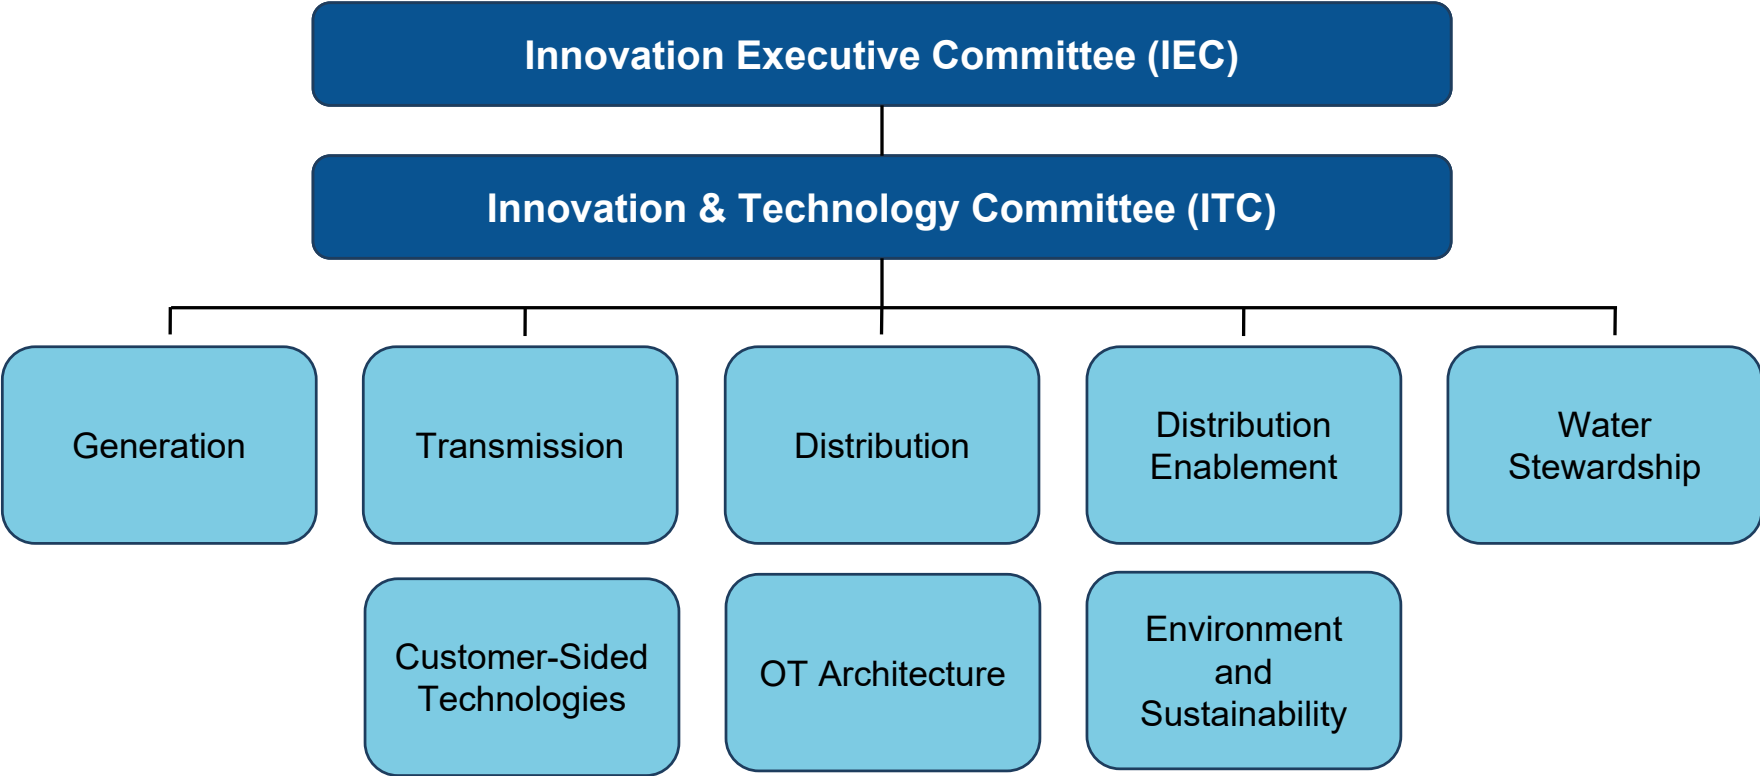 Innovation Executive Committee (IEC)
Innovation & Technology Committee (ITC)
Generation
Transmission
Distribution
Distribution
Enablement
Water
Stewardship
Customer-Sided
Technologies
OT Architecture
Environment
and
Sustainability